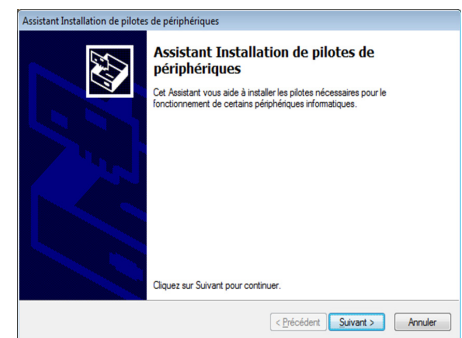 Assistant Installation de pilotes de périphériques
Assistant Installation de pilotes de
périphériques
Cet Assistant vous aide à installer les pilotes nécessaires pour le
fonctionnement de certains périphériques informatiques.
Cliquez sur Suivant pour continuer.
< Précédent Suivant > Annuler